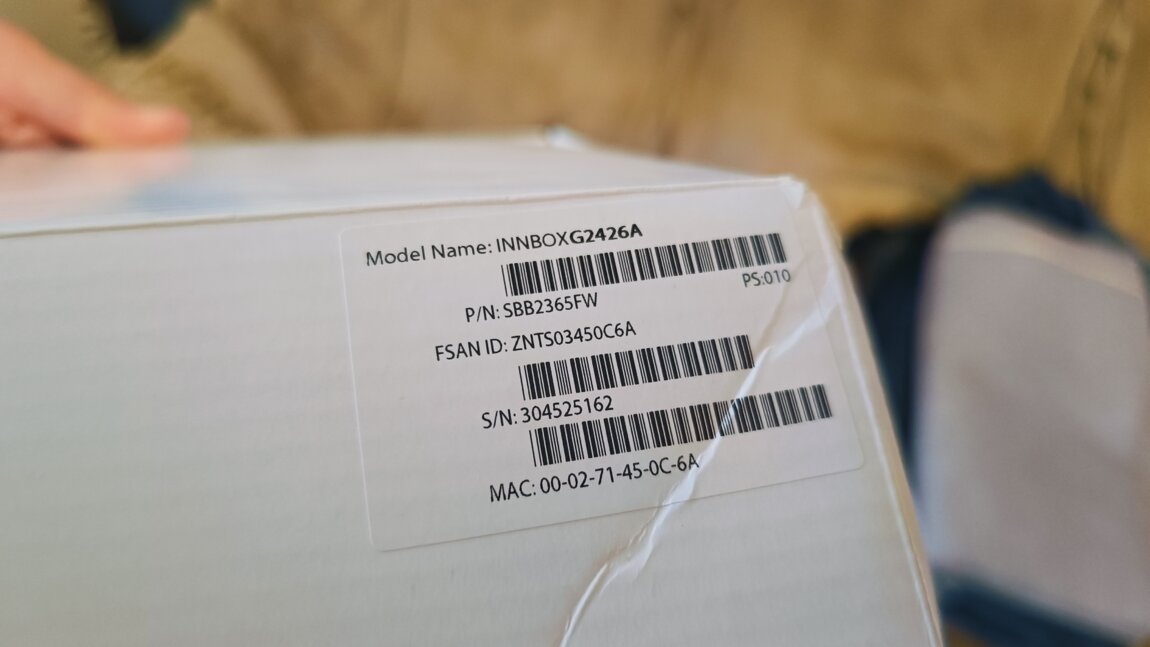 Model Name: INNBOXG2426A
PS:010
P/N: SBB2365FW
FSAN ID: ZNTS03450C6A
S/N: 304525162
MAC: 00-02-71-45-0C-6A